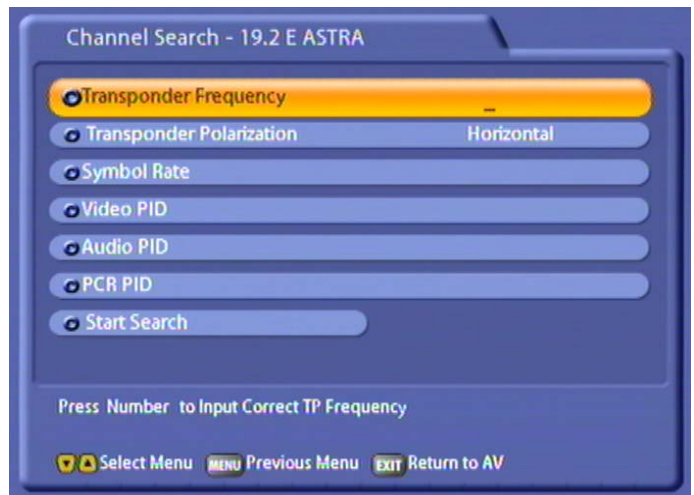 Channel Search - 19.2 E ASTRA
Transponder Frequency _
Transponder Polarization Horizontal
Symbol Rate
Video PID
Audio PID
PCR PID
Start Search
Press Number to Input Correct TP Frequency
Select Menu MENU Previous Menu EXIT Return to AV